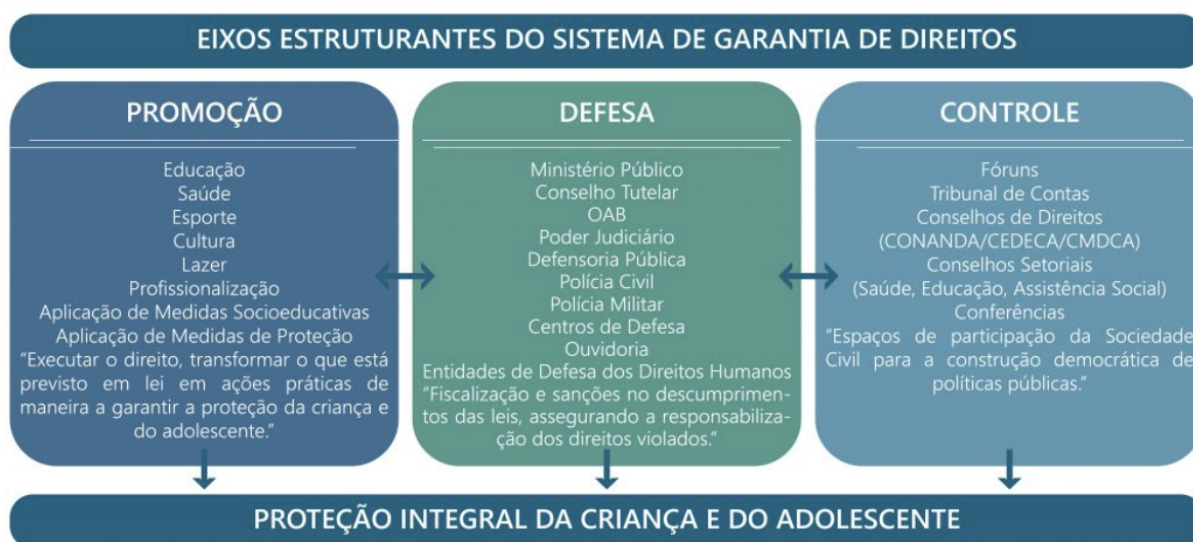 EIXOS ESTRUTURANTES DO SISTEMA DE GARANTIA DE DIREITOS
PROMOÇÃO
Educação
Saúde
Esporte
Cultura
Lazer
Profissionalização
Aplicação de Medidas Socioeducativas
Aplicação de Medidas de Proteção
“Executar o direito, transformar o que está
previsto em lei em ações práticas de
maneira a garantir a proteção da criança e
do adolescente.”
DEFESA
Ministério Público
Conselho Tutelar
OAB
Poder Judiciário
Defensoria Pública
Polícia Civil
Polícia Militar
Centros de Defesa
Ouvidoria
Entidades de Defesa dos Direitos Humanos
“Fiscalização e sanções no descumprimen-
tos das leis, assegurando a responsabiliza-
ção dos direitos violados.”
CONTROLE
Fóruns
Tribunal de Contas
Conselhos de Direitos
(CONANDA/CEDECA/CMDCA)
Conselhos Setoriais
(Saúde, Educação, Assistência Social)
Conferências
“Espaços de participação da Sociedade
Civil para a construção democrática de
políticas públicas.”
PROTEÇÃO INTEGRAL DA CRIANÇA E DO ADOLESCENTE